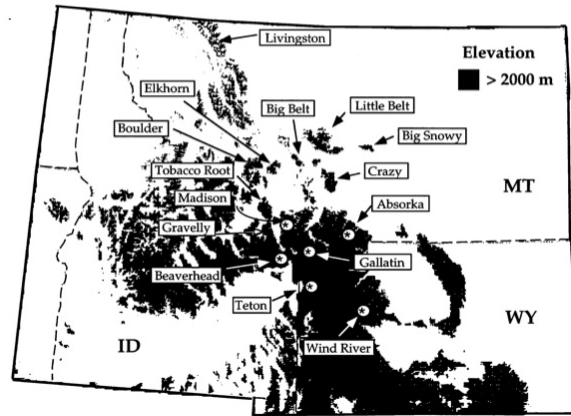 Livingston
Elevation
> 2000 m
Elkhorn
Big Belt
Little Belt
Boulder
Big Snowy
Tobacco Root
Crazy
MT
Madison
Absorka
Gravelly
Beaverhead
Gallatin
Teton
WY
ID
Wind River